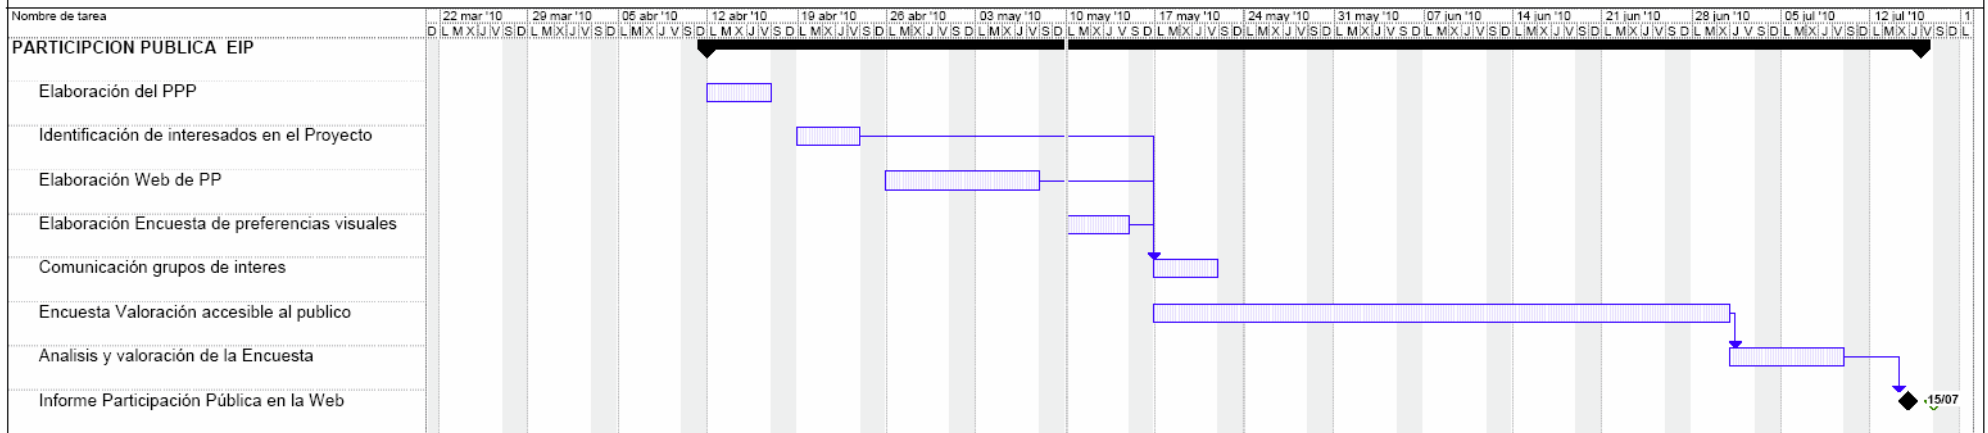 Nombre de tarea
22 mar '10 29 mar '10 05 abr '10 12 abr '10 19 abr '10 26 abr '10 03 may '10 10 may '10 17 may '10 24 may '10 31 may '10 07 jun '10 14 jun '10 21 jun '10 28 jun '10 05 jul '10 12 jul '10 1
D L M X J V S D L M X J V S D L M X J V S D L M X J V S D L M X J V S D L M X J V S D L M X J V S D L M X J V S D L M X J V S D L M X J V S D L M X J V S D L M X J V S D L M X J V S D L M X J V S D L M X J V S D L M X J V S D L M X J V S D L
PARTICIPCION PUBLICA EIP
Elaboración del PPP
Identificación de interesados en el Proyecto
Elaboración Web de PP
Elaboración Encuesta de preferencias visuales
Comunicación grupos de interes
Encuesta Valoración accesible al publico
Analisis y valoración de la Encuesta
Informe Participación Pública en la Web
15/07